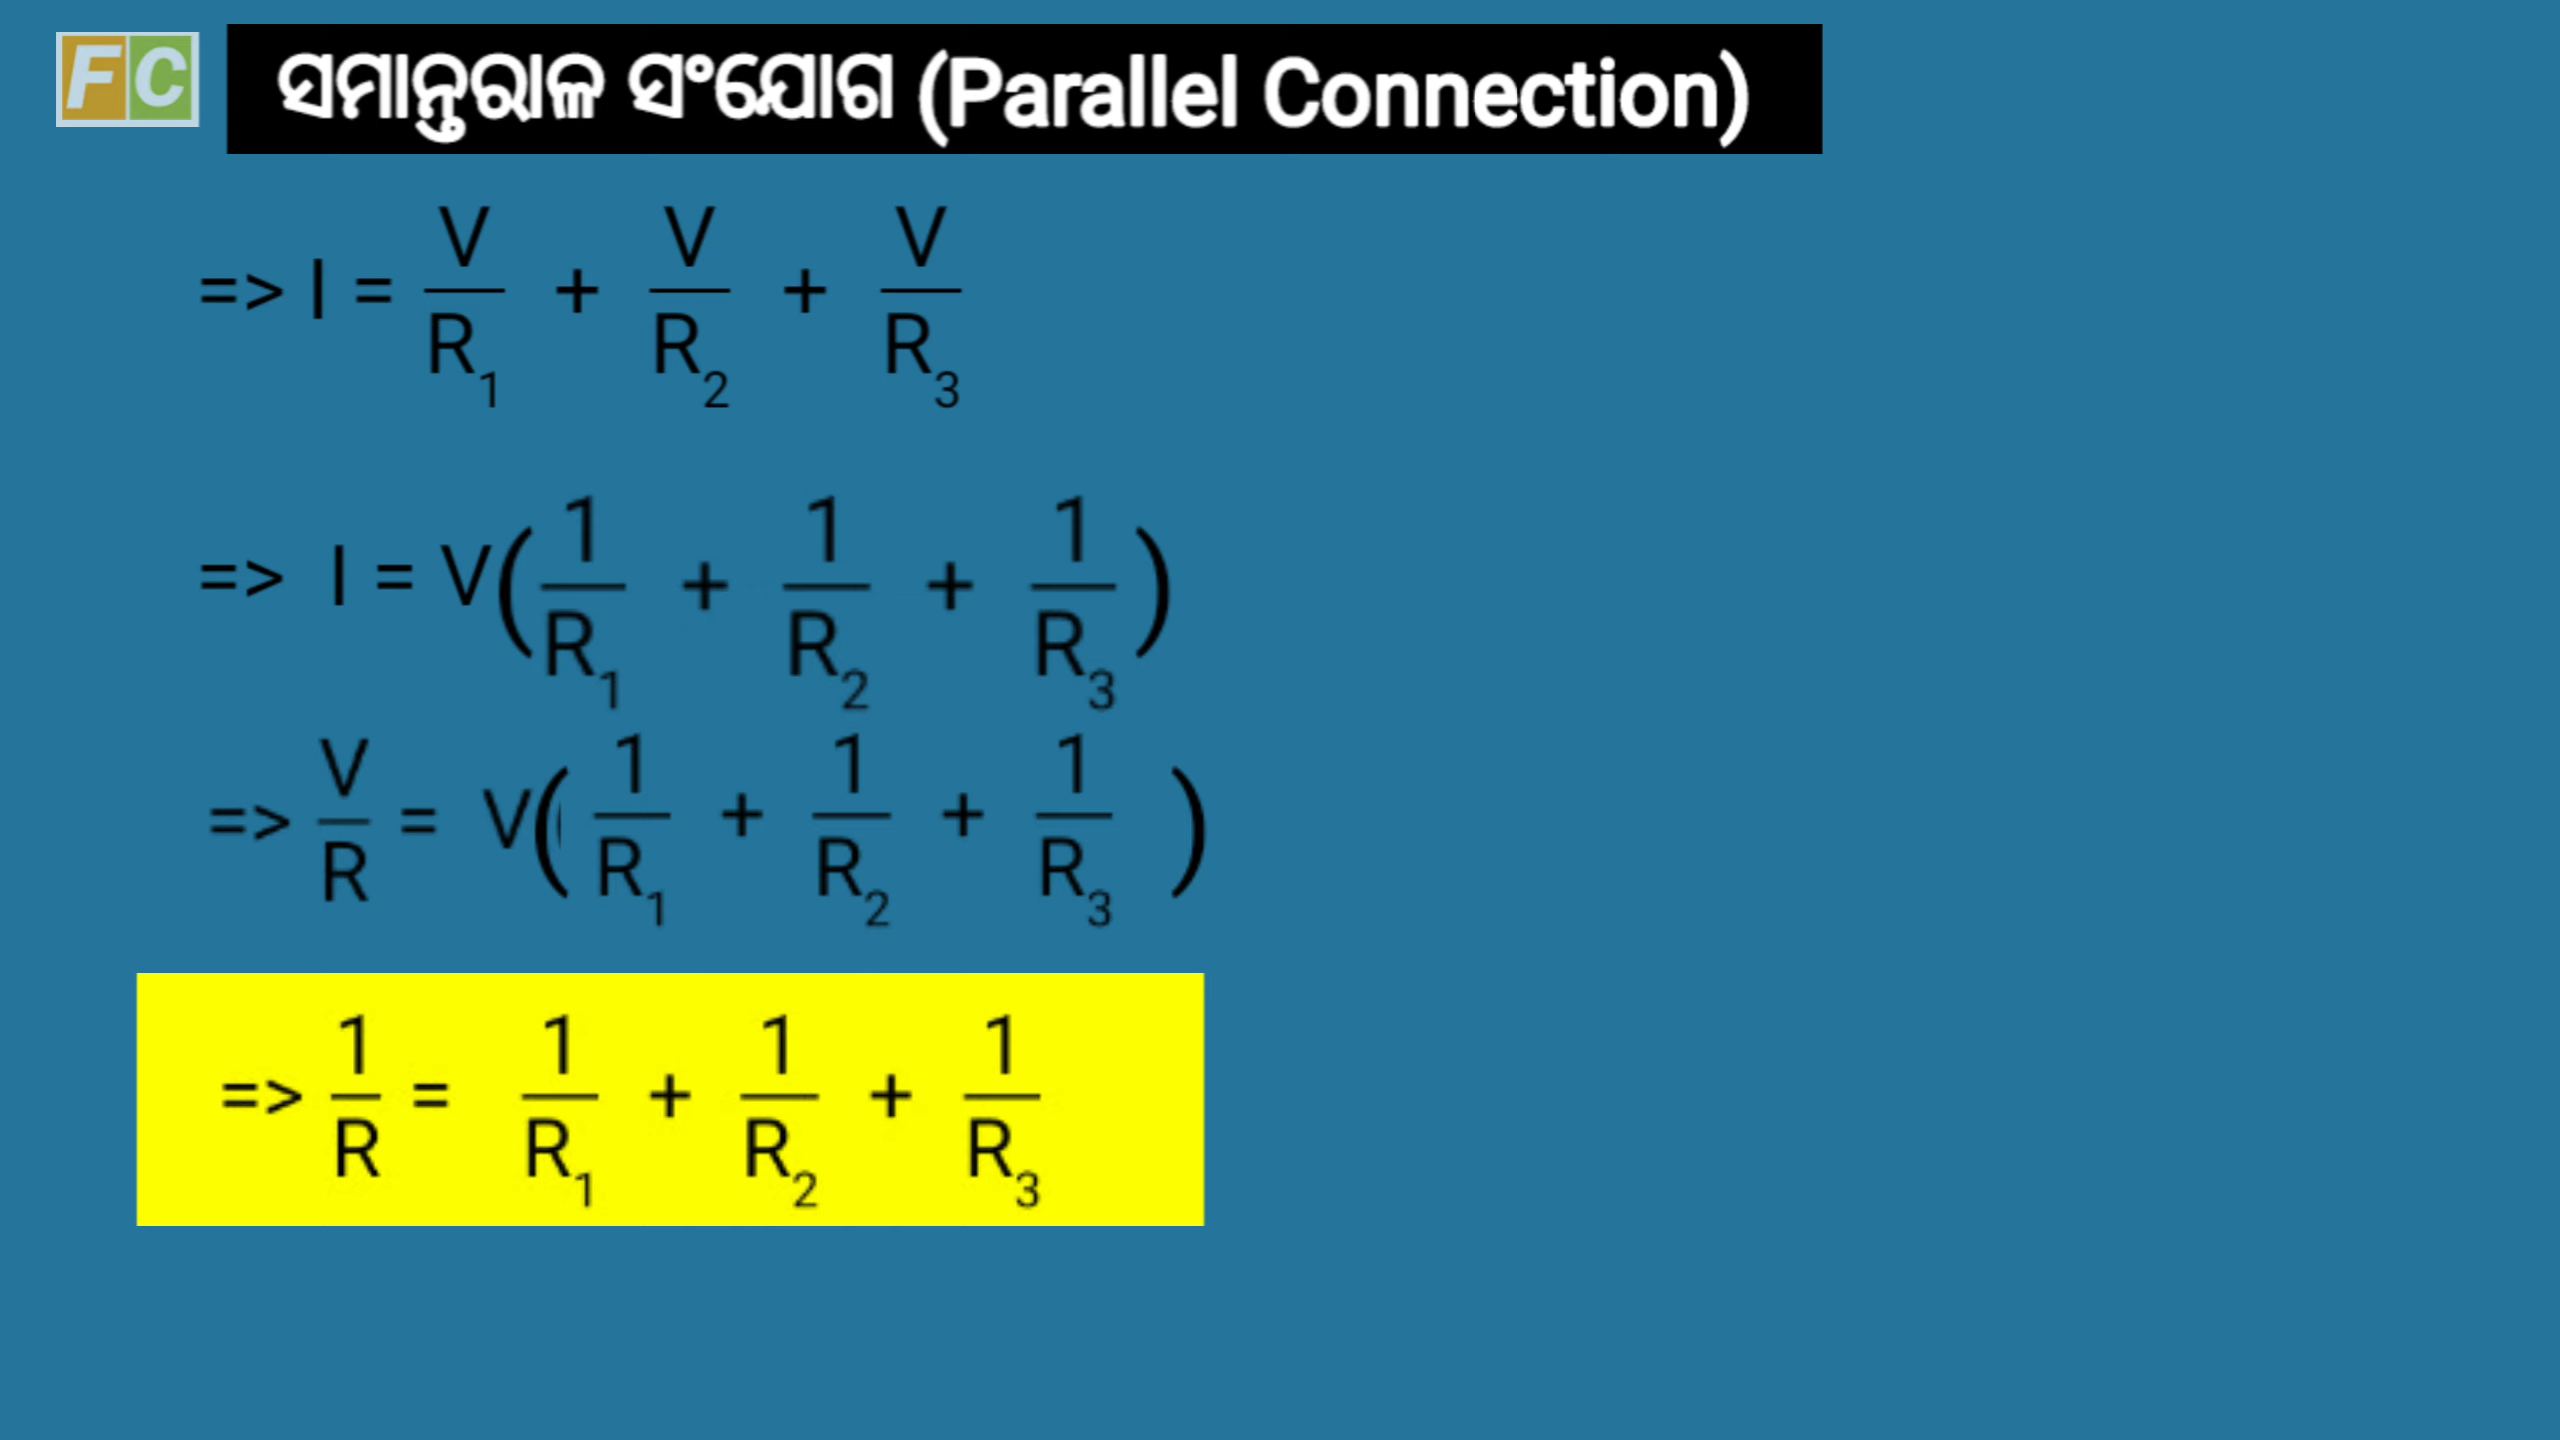 FC
ସମାନ୍ତରାଳ ସଂଯୋଗ (Parallel Connection)
=> I = V/R₁ + V/R₂ + V/R₃
=> I = V(1/R₁ + 1/R₂ + 1/R₃)
=> V/R = V(1/R₁ + 1/R₂ + 1/R₃)
=> 1/R = 1/R₁ + 1/R₂ + 1/R₃